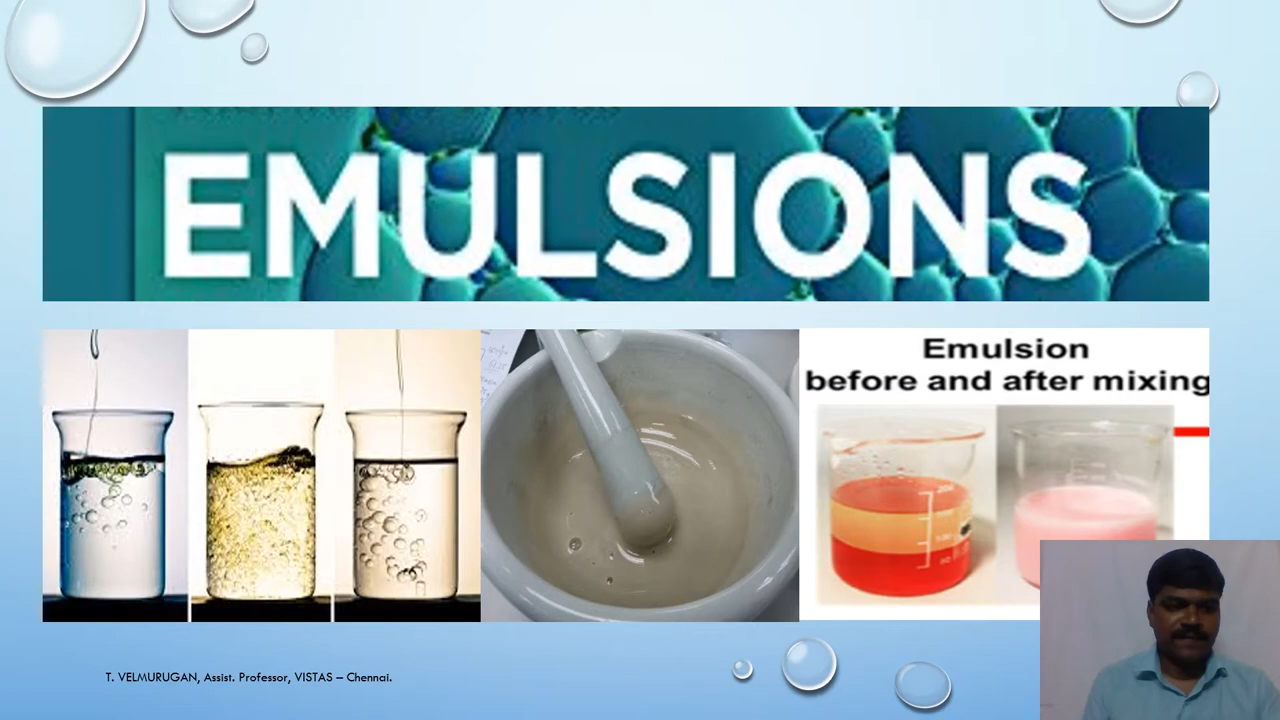 EMULSIONS
Emulsion
before and after mixing
T. VELMURUGAN, Assist. Professor, VISTAS – Chennai.